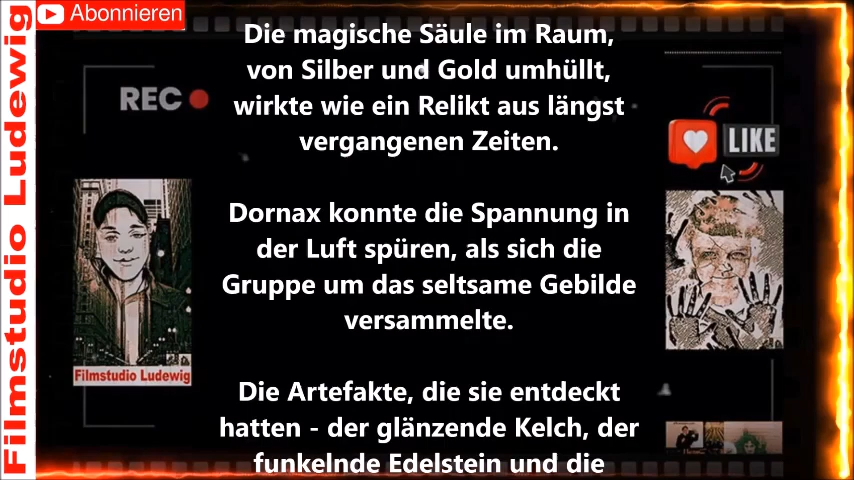 Abonnieren
Filmstudio Ludewig
REC
LIKE
Filmstudio Ludewig
Die magische Säule im Raum,
von Silber und Gold umhüllt,
wirkte wie ein Relikt aus längst
vergangenen Zeiten.
Dornax konnte die Spannung in
der Luft spüren, als sich die
Gruppe um das seltsame Gebilde
versammelte.
Die Artefakte, die sie entdeckt
hatten - der glänzende Kelch, der
funkelnde Edelstein und die